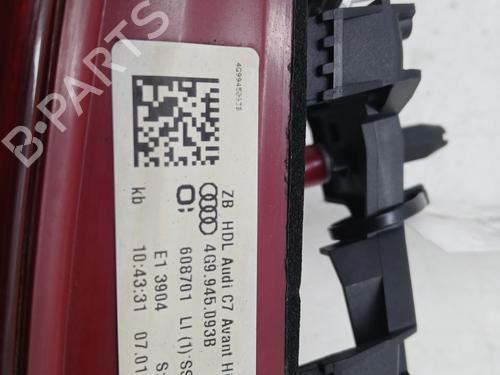 B-PARTS
4G9945093B
ZB HDL Audi C7 Avant
4G9.945.093B
608701 LI (1)
E1 3904
10:43:31 07.01
kb